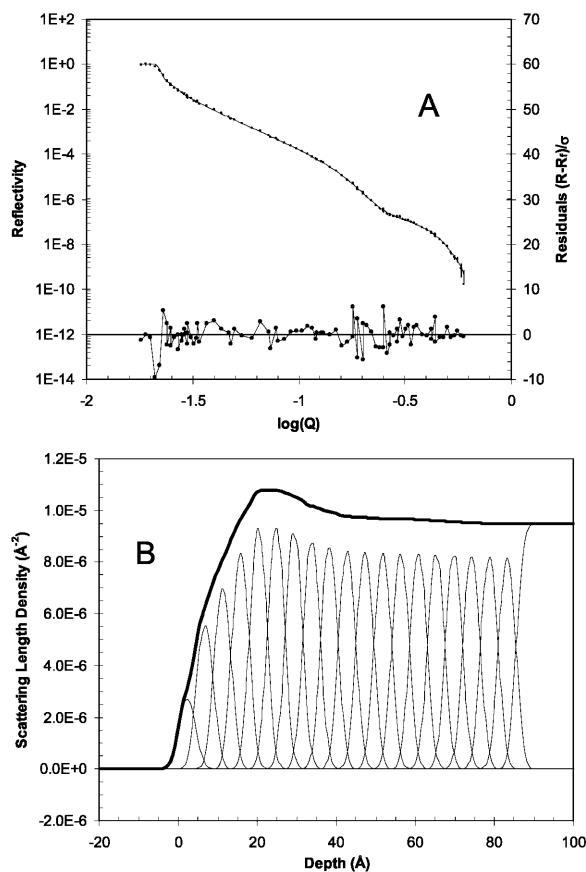 1E+2
1E+0
1E-2
1E-4
1E-6
1E-8
1E-10
1E-12
1E-14
Reflectivity
A
70
60
50
40
30
20
10
0
-10
Residuals (R-Rf)/σ
-2
-1.5
-1
-0.5
0
log(Q)
1.2E-5
1.0E-5
8.0E-6
6.0E-6
4.0E-6
2.0E-6
0.0E+0
-2.0E-6
Scattering Length Density (Å-2)
B
-20
0
20
40
60
80
100
Depth (Å)